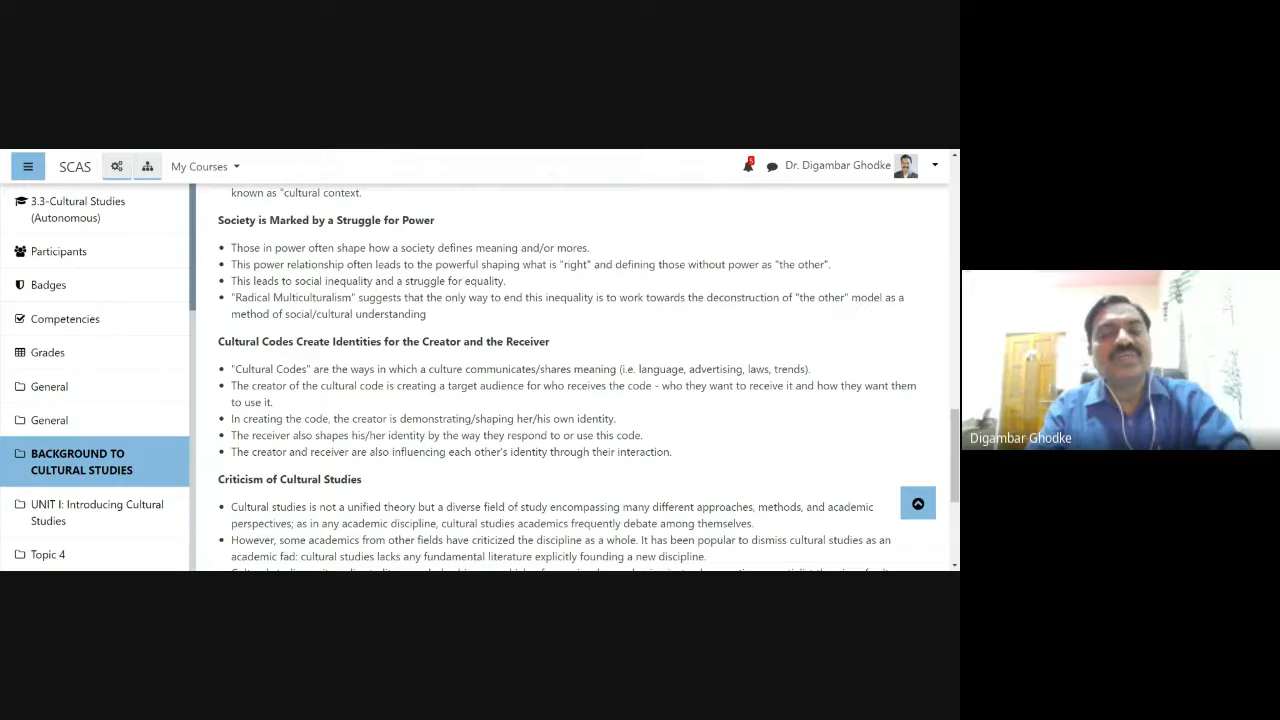 SCAS
My Courses
5
Dr. Digambar Ghodke
3.3-Cultural Studies
(Autonomous)
Participants
Badges
Competencies
Grades
General
General
BACKGROUND TO
CULTURAL STUDIES
UNIT I: Introducing Cultural
Studies
Topic 4
known as "cultural context.
Society is Marked by a Struggle for Power
Those in power often shape how a society defines meaning and/or mores.
This power relationship often leads to the powerful shaping what is "right" and defining those without power as "the other".
This leads to social inequality and a struggle for equality.
"Radical Multiculturalism" suggests that the only way to end this inequality is to work towards the deconstruction of "the other" model as a
method of social/cultural understanding
Cultural Codes Create Identities for the Creator and the Receiver
"Cultural Codes" are the ways in which a culture communicates/shares meaning (i.e. language, advertising, laws, trends).
The creator of the cultural code is creating a target audience for who receives the code - who they want to receive it and how they want them
to use it.
In creating the code, the creator is demonstrating/shaping her/his own identity.
The receiver also shapes his/her identity by the way they respond to or use this code.
The creator and receiver are also influencing each other's identity through their interaction.
Criticism of Cultural Studies
Cultural studies is not a unified theory but a diverse field of study encompassing many different approaches, methods, and academic
perspectives; as in any academic discipline, cultural studies academics frequently debate among themselves.
However, some academics from other fields have criticized the discipline as a whole. It has been popular to dismiss cultural studies as an
academic fad: cultural studies lacks any fundamental literature explicitly founding a new discipline.
Digambar Ghodke